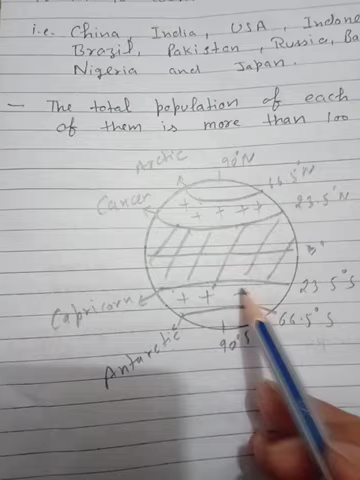 i.e. China, India, USA, Indone
Brazil, Pakistan, Russia, Ba
Nigeria and Japan.
- The total population of each
of them is more than 100
Arctic
90°N
66.5°N
Cancer
23.5°N
23.5°S
Capricorn
66.5°S
90°S
Antarctic